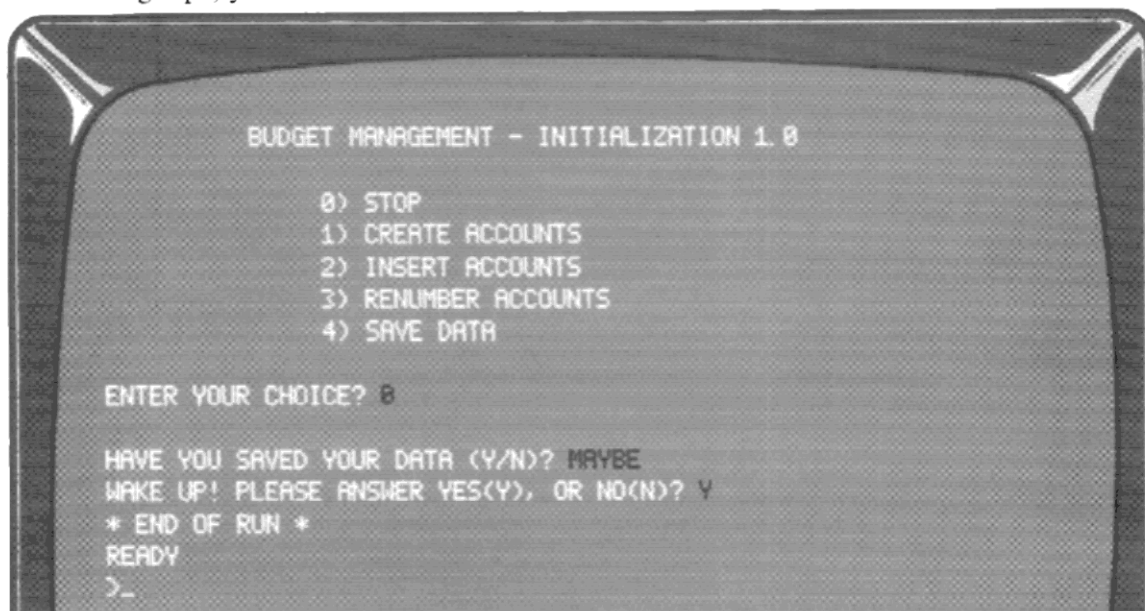 BUDGET MANAGEMENT - INITIALIZATION 1.0
0) STOP
1) CREATE ACCOUNTS
2) INSERT ACCOUNTS
3) RENUMBER ACCOUNTS
4) SAVE DATA
ENTER YOUR CHOICE? 0
HAVE YOU SAVED YOUR DATA (Y/N)? MAYBE
WAKE UP! PLEASE ANSWER YES(Y), OR NO(N)? Y
* END OF RUN *
READY
>_